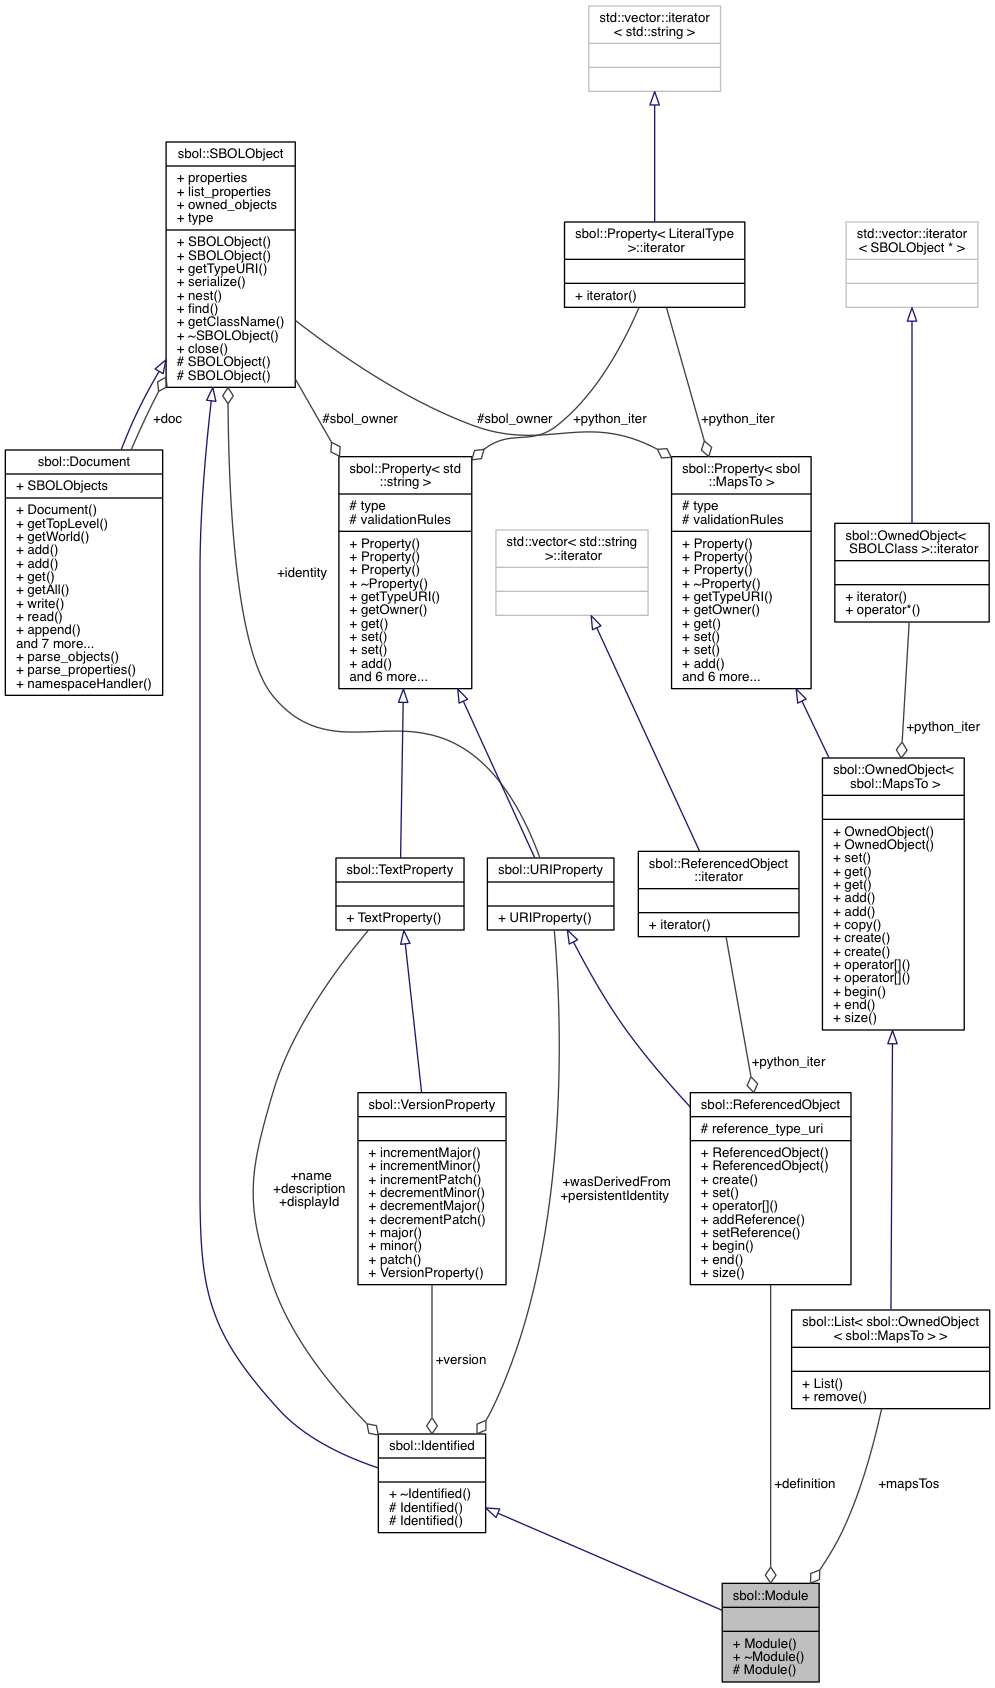 std::vector::iterator
< std::string >
sbol::SBOLObject
+ properties
+ list_properties
+ owned_objects
+ type
+ SBOLObject()
+ SBOLObject()
+ getTypeURI()
+ serialize()
+ nest()
+ find()
+ getClassName()
+ ~SBOLObject()
+ close()
# SBOLObject()
# SBOLObject()
sbol::Property< LiteralType
>::iterator
+ iterator()
std::vector::iterator
< SBOLObject * >
+doc
#sbol_owner
#sbol_owner
+python_iter
+python_iter
sbol::Document
+ SBOLObjects
+ Document()
+ getTopLevel()
+ getWorld()
+ add()
+ add()
+ get()
+ getAll()
+ write()
+ read()
+ append()
and 7 more...
+ parse_objects()
+ parse_properties()
+ namespaceHandler()
+identity
sbol::Property< std
::string >
# type
# validationRules
+ Property()
+ Property()
+ Property()
+ ~Property()
+ getTypeURI()
+ getOwner()
+ get()
+ set()
+ set()
+ add()
and 6 more...
std::vector< std::string
>::iterator
sbol::Property< sbol
::MapsTo >
# type
# validationRules
+ Property()
+ Property()
+ Property()
+ ~Property()
+ getTypeURI()
+ getOwner()
+ get()
+ set()
+ set()
+ add()
and 6 more...
sbol::OwnedObject<
SBOLClass >::iterator
+ iterator()
+ operator*()
+python_iter
sbol::OwnedObject<
sbol::MapsTo >
+ OwnedObject()
+ OwnedObject()
+ set()
+ get()
+ get()
+ add()
+ add()
+ copy()
+ create()
+ create()
+ operator[]()
+ operator[]()
+ begin()
+ end()
+ size()
sbol::TextProperty
+ TextProperty()
sbol::URIProperty
+ URIProperty()
sbol::ReferencedObject
::iterator
+ iterator()
+python_iter
+name
+description
+displayId
sbol::VersionProperty
+ incrementMajor()
+ incrementMinor()
+ incrementPatch()
+ decrementMinor()
+ decrementMajor()
+ decrementPatch()
+ major()
+ minor()
+ patch()
+ VersionProperty()
+wasDerivedFrom
+persistentIdentity
sbol::ReferencedObject
# reference_type_uri
+ ReferencedObject()
+ ReferencedObject()
+ create()
+ set()
+ operator[]()
+ addReference()
+ setReference()
+ begin()
+ end()
+ size()
sbol::List< sbol::OwnedObject
< sbol::MapsTo > >
+ List()
+ remove()
+version
sbol::Identified
+ ~Identified()
# Identified()
# Identified()
+definition
+mapsTos
sbol::Module
+ Module()
+ ~Module()
# Module()